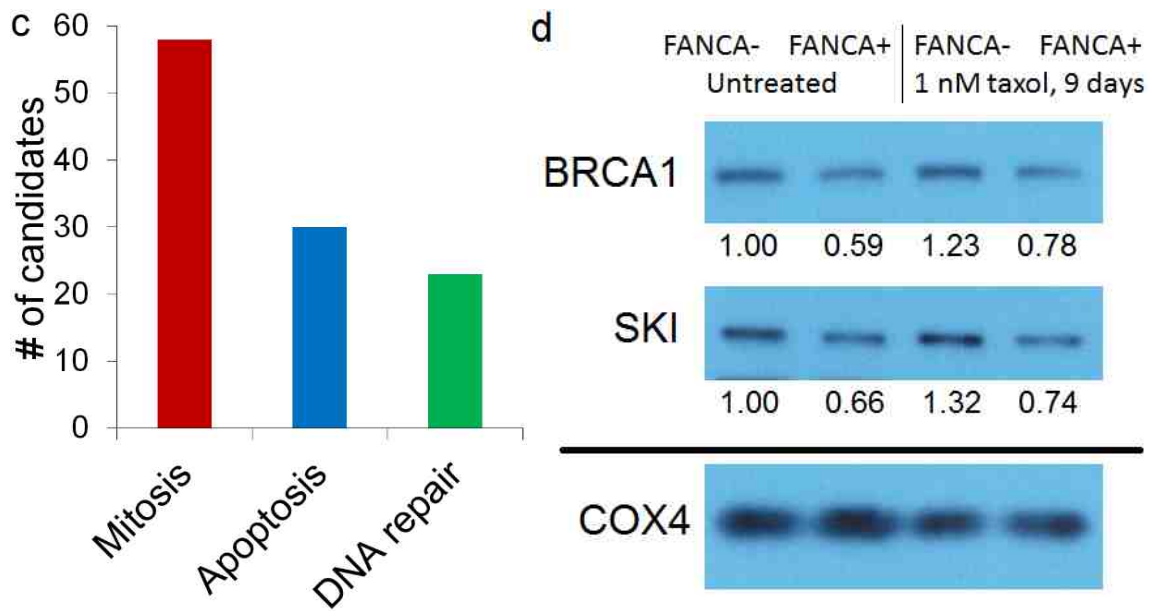 c
# of candidates
60
50
40
30
20
10
0
Mitosis
Apoptosis
DNA repair
d
FANCA- FANCA+ FANCA- FANCA+
Untreated 1 nM taxol, 9 days
BRCA1
1.00 0.59 1.23 0.78
SKI
1.00 0.66 1.32 0.74
COX4